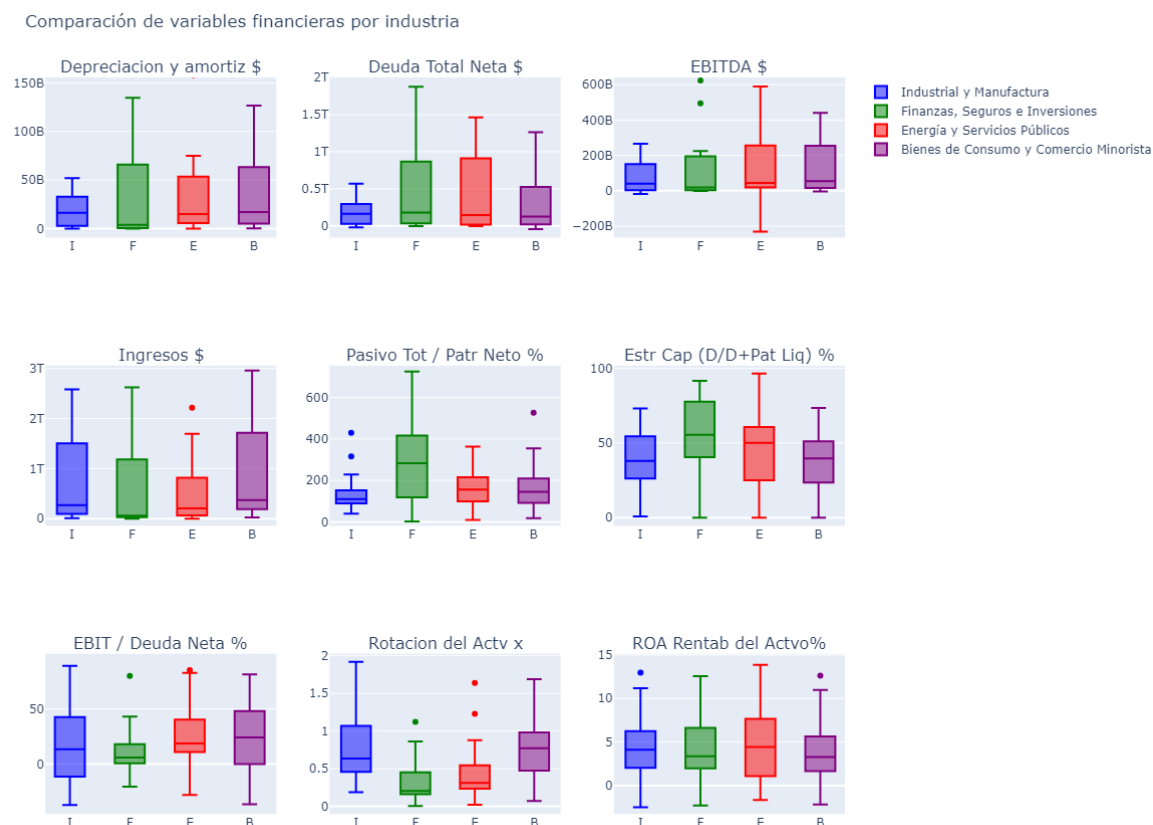 Comparación de variables financieras por industria
Depreciacion y amortiz $
Deuda Total Neta $
EBITDA $
150B
100B
50B
0
I F E B
2T
1.5T
1T
0.5T
0
I F E B
600B
400B
200B
0
−200B
I F E B
Industrial y Manufactura
Finanzas, Seguros e Inversiones
Energía y Servicios Públicos
Bienes de Consumo y Comercio Minorista
Ingresos $
Pasivo Tot / Patr Neto %
Estr Cap (D/D+Pat Liq) %
3T
2T
1T
0
I F E B
600
400
200
0
I F E B
100
50
0
I F E B
EBIT / Deuda Neta %
Rotacion del Actv x
ROA Rentab del Actvo%
50
0
I F E B
2
1.5
1
0.5
0
I F E B
15
10
5
0
I F E B